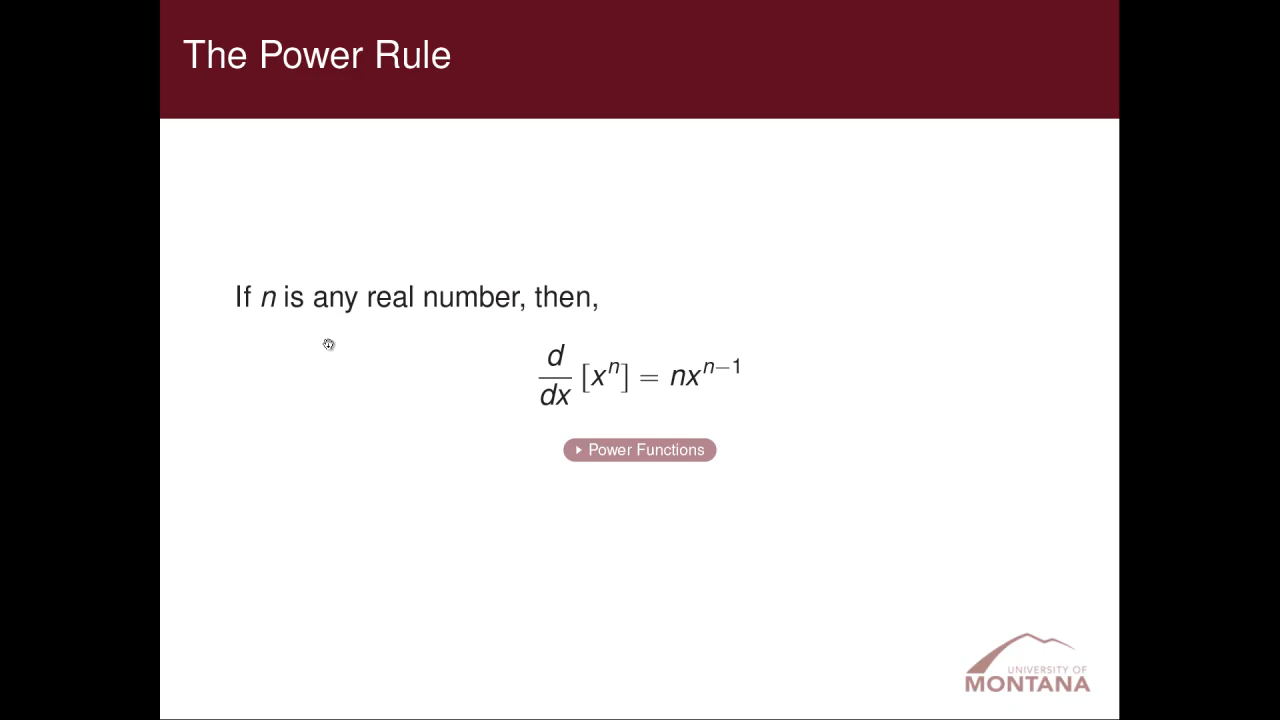 The Power Rule
If n is any real number, then,
d/dx [xⁿ] = nxⁿ⁻¹
Power Functions
UNIVERSITY OF
MONTANA